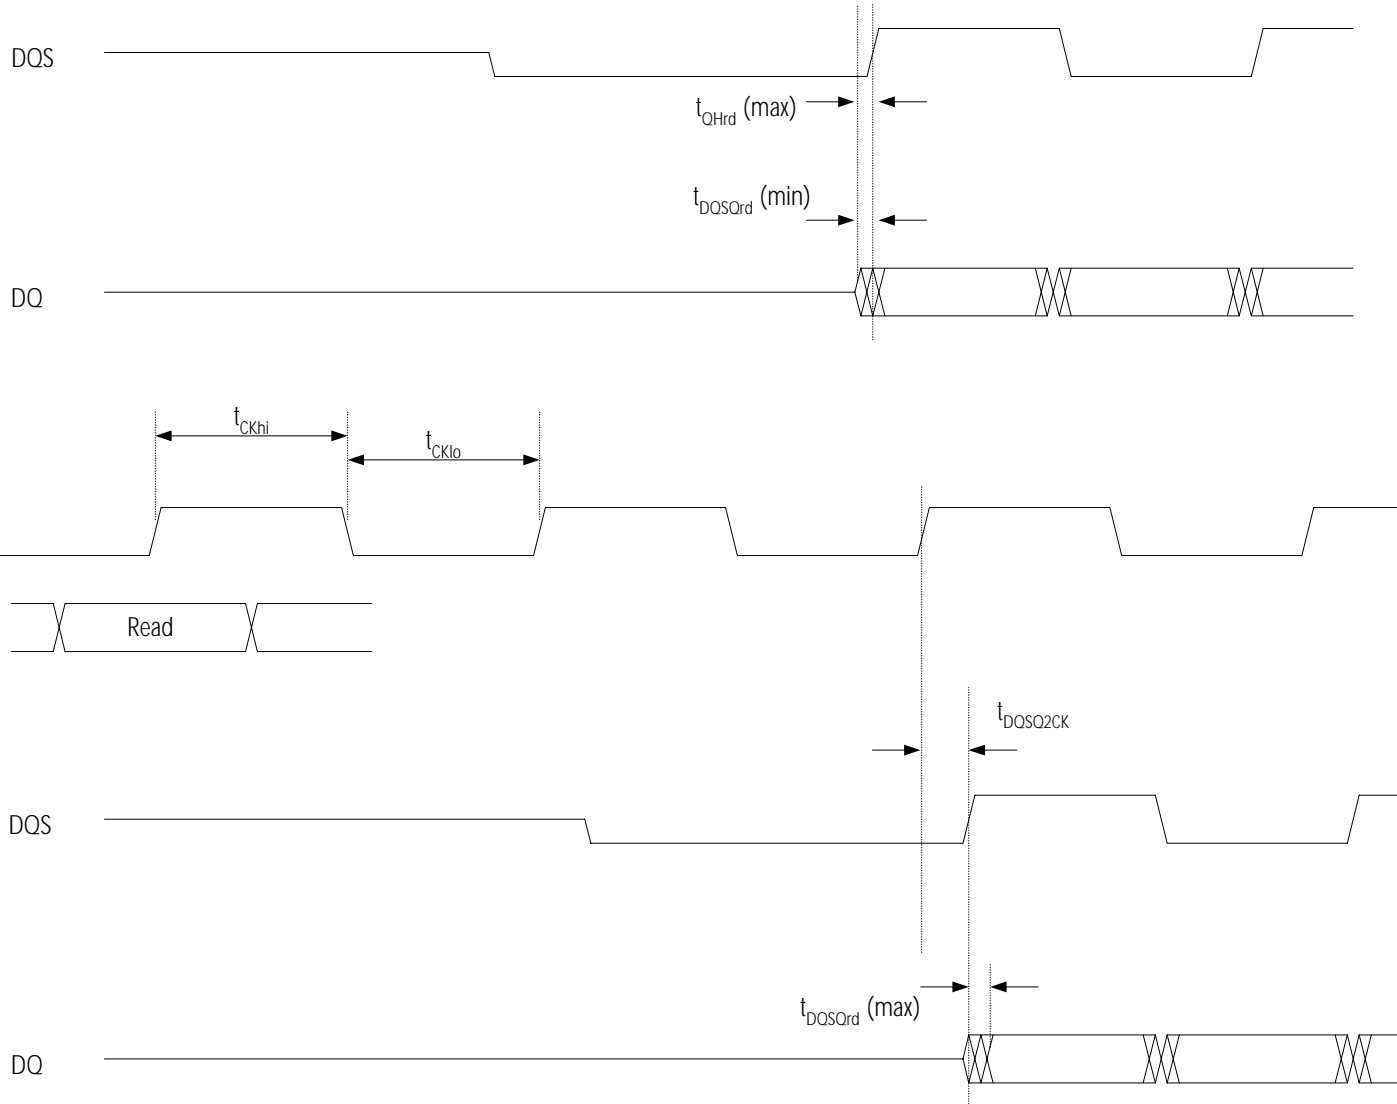 DQS
tQHrd (max)
tDQSQrd (min)
DQ
tCKhi
tCKlo
Read
tDQSQ2CK
DQS
tDQSQrd (max)
DQ